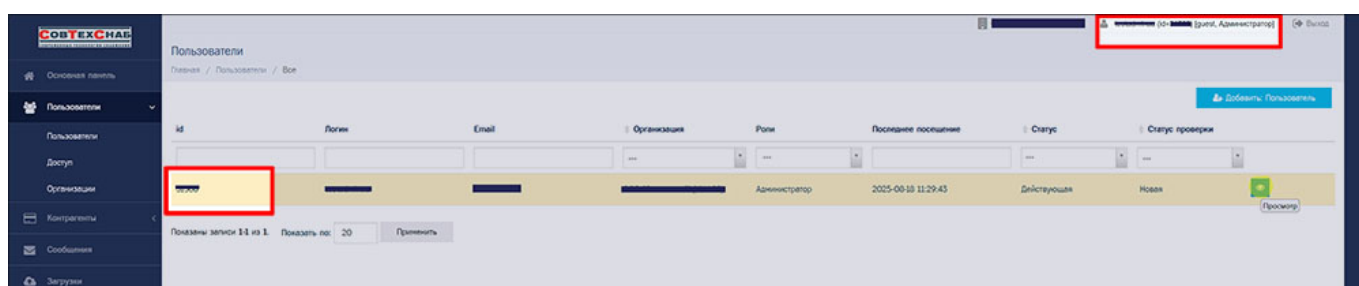 СОВТЕХСНАБ
(id= [guest, Администратор]
Выход
Пользователи
Главная / Пользователи / Все
Основная панель
Пользователи
Добавить: Пользователь
Пользователи
Доступ
Организации
Контрагенты
Сообщения
Загрузки
id Логин Email Организация Роли Последнее посещение Статус Статус проверки
--- --- --- ---
Администратор 2025-08-18 11:29:43 Действующая Новая
Просмотр
Показаны записи 1-1 из 1. Показать по: 20 Применить